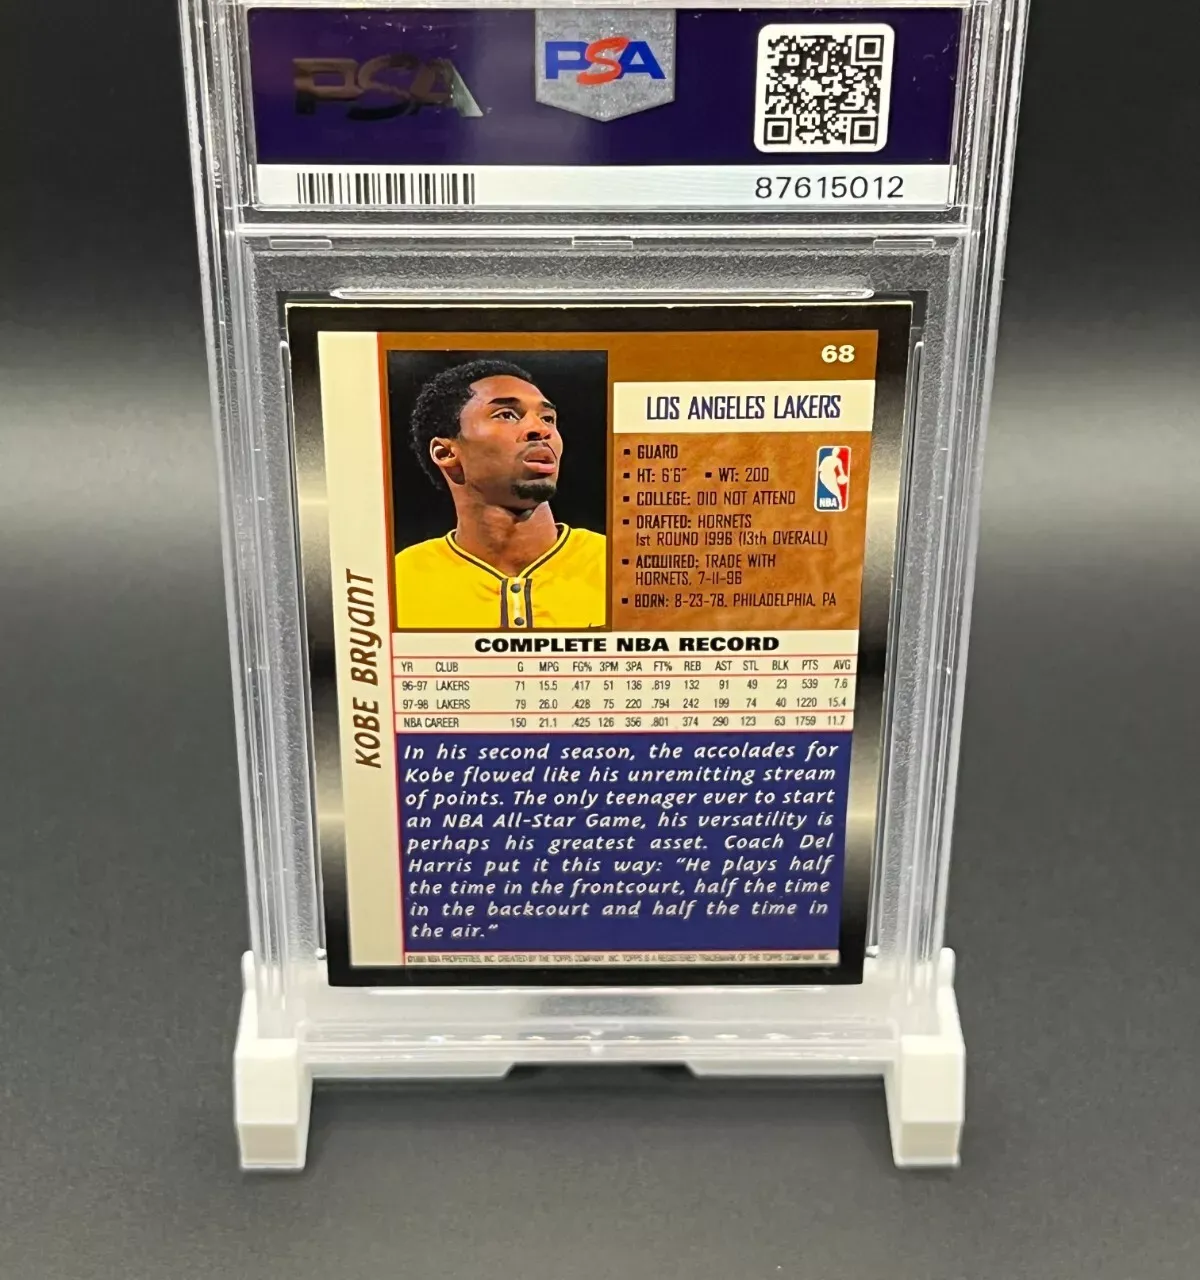 PSA
PSA
87615012
68
LOS ANGELES LAKERS
▪ GUARD
▪ HT: 6'6" ▪ WT: 200
▪ COLLEGE: DID NOT ATTEND
▪ DRAFTED: HORNETS
1st ROUND 1996 (13th OVERALL)
▪ ACQUIRED: TRADE WITH
HORNETS, 7-11-96
▪ BORN: 8-23-78, PHILADELPHIA, PA
NBA
KOBE BRYANT
COMPLETE NBA RECORD
YR CLUB G MPG FG% 3PM 3PA FT% REB AST STL BLK PTS AVG
96-97 LAKERS 71 15.5 .417 51 136 .819 132 91 49 23 539 7.6
97-98 LAKERS 79 26.0 .428 75 220 .794 242 199 74 40 1220 15.4
NBA CAREER 150 21.1 .425 126 356 .801 374 290 123 63 1759 11.7
In his second season, the accolades for
Kobe flowed like his unremitting stream
of points. The only teenager ever to start
an NBA All-Star Game, his versatility is
perhaps his greatest asset. Coach Del
Harris put it this way: "He plays half
the time in the frontcourt, half the time
in the backcourt and half the time in
the air."
NBA PROPERTIES, INC. CREATED BY THE TOPPS COMPANY, INC. TOPPS IS A REGISTERED TRADEMARK OF THE TOPPS COMPANY, INC.